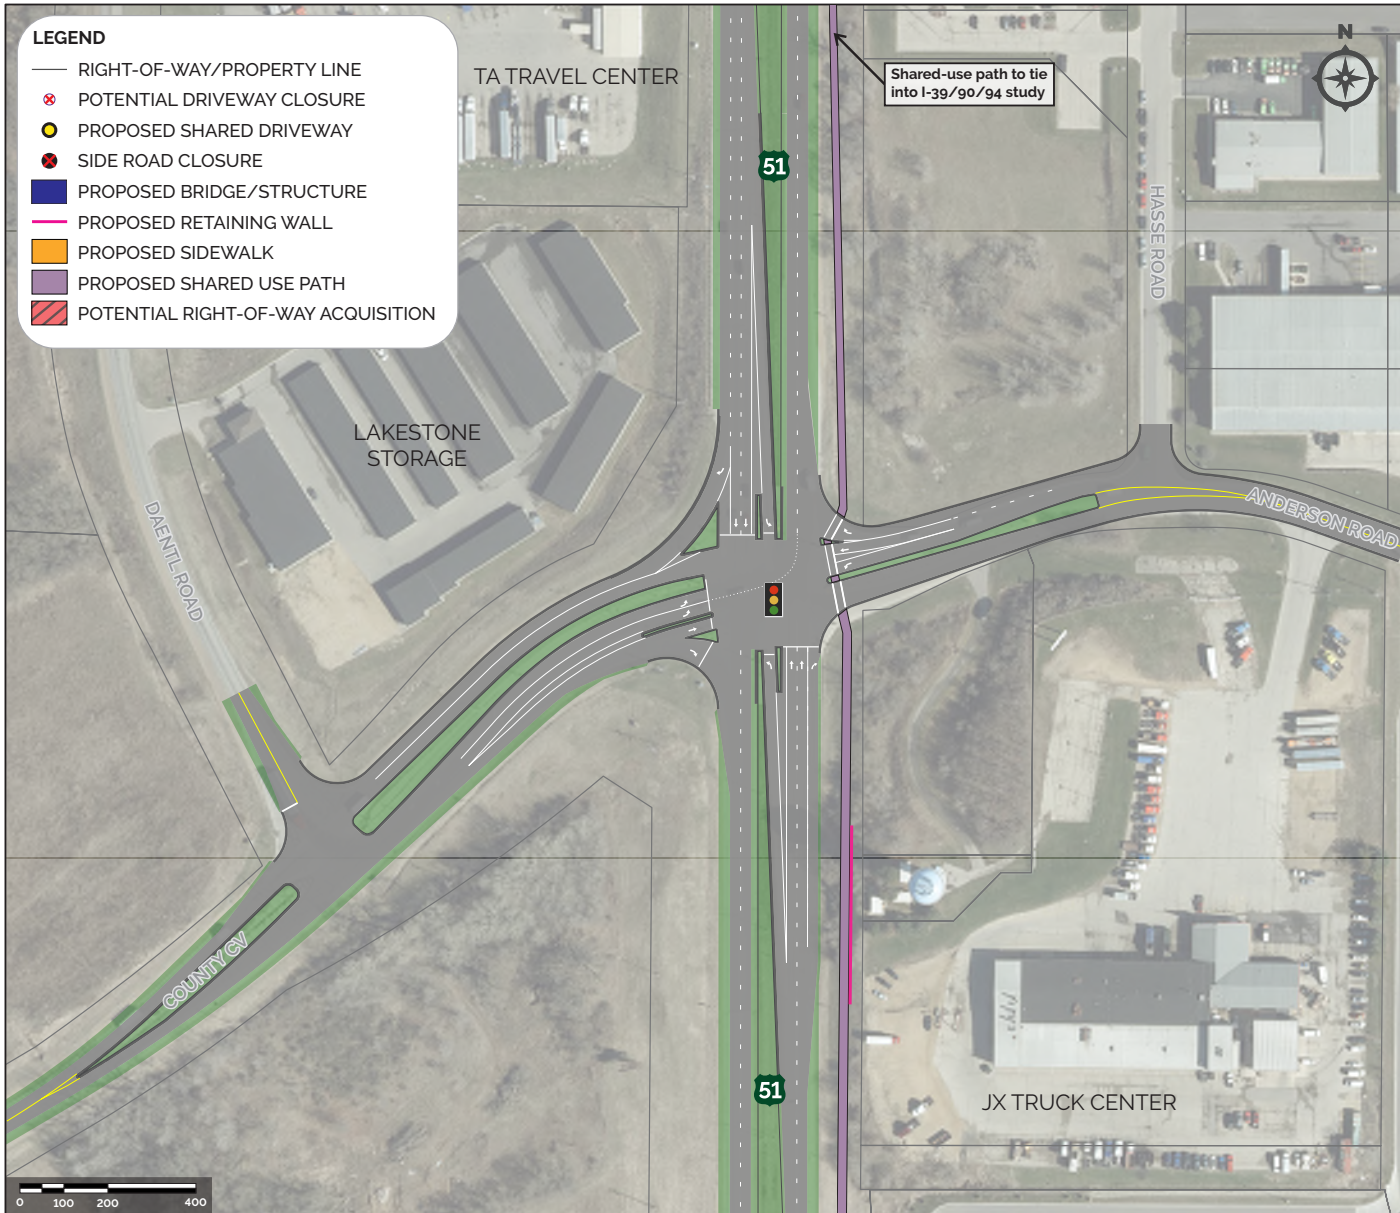 LEGEND
RIGHT-OF-WAY/PROPERTY LINE
POTENTIAL DRIVEWAY CLOSURE
PROPOSED SHARED DRIVEWAY
SIDE ROAD CLOSURE
PROPOSED BRIDGE/STRUCTURE
PROPOSED RETAINING WALL
PROPOSED SIDEWALK
PROPOSED SHARED USE PATH
POTENTIAL RIGHT-OF-WAY ACQUISITION
TA TRAVEL CENTER
Shared-use path to tie
into I-39/90/94 study
N
51
HASSE ROAD
LAKESTONE
STORAGE
DAENTL ROAD
ANDERSON ROAD
COUNTY CV
51
JX TRUCK CENTER
0 100 200 400